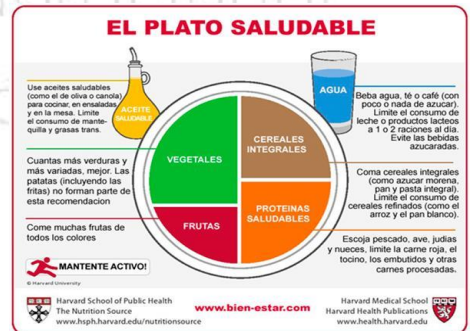 EL PLATO SALUDABLE
Use aceites saludables
(como el de oliva o canola)
para cocinar, en ensaladas,
y en la mesa. Limite
el consumo de mante-
quilla y grasas trans.
ACEITE
SALUDABLE
AGUA
Beba agua, té o café (con
poco o nada de azucar).
Limite el consumo de
leche o productos lacteos
a 1 o 2 raciones al día.
Evite las bebidas
azucaradas.
Cuantas más verduras y
más variadas, mejor. Las
patatas (incluyendo las
fritas) no forman parte de
esta recomendacion
VEGETALES
CEREALES
INTEGRALES
Coma cereales integrales
(como azucar morena,
pan y pasta integral).
Limite el consumo de
cereales refinados (como el
arroz y el pan blanco).
Come muchas frutas de
todos los colores
FRUTAS
PROTEINAS
SALUDABLES
Escoja pescado, ave, judias
y nueces, limite la carne roja, el
tocino, los embutidos y otras
carnes procesadas.
MANTENTE ACTIVO!
© Harvard University
Harvard School of Public Health
The Nutrition Source
www.hsph.harvard.edu/nutritionsource
www.bien-estar.com
Harvard Medical School
Harvard Health Publications
www.health.harvard.edu